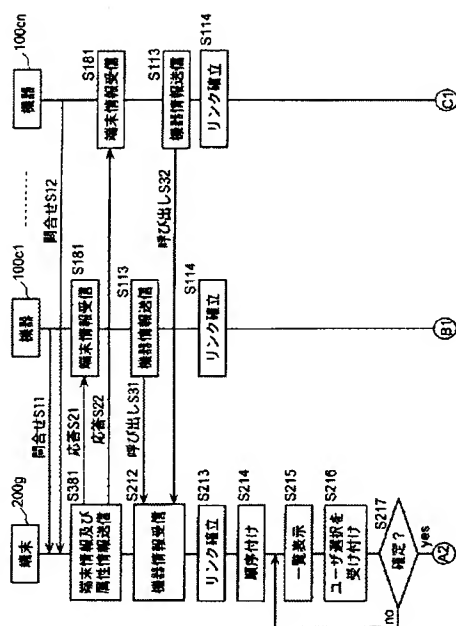 200g
端末
100c1
機器
100cn
機器
問合せS11
問合せS12
S381
端末情報及び
属性情報送信
応答S21
応答S22
S181
端末情報受信
S181
端末情報受信
S212
機器情報受信
呼び出しS31
呼び出しS32
S113
機器情報送信
S113
機器情報送信
S213
リンク確立
S114
リンク確立
S114
リンク確立
S214
順序付け
S215
一覧表示
S216
ユーザ選択を
受け付け
S217
確定?
no
yes
A2
B1
C1